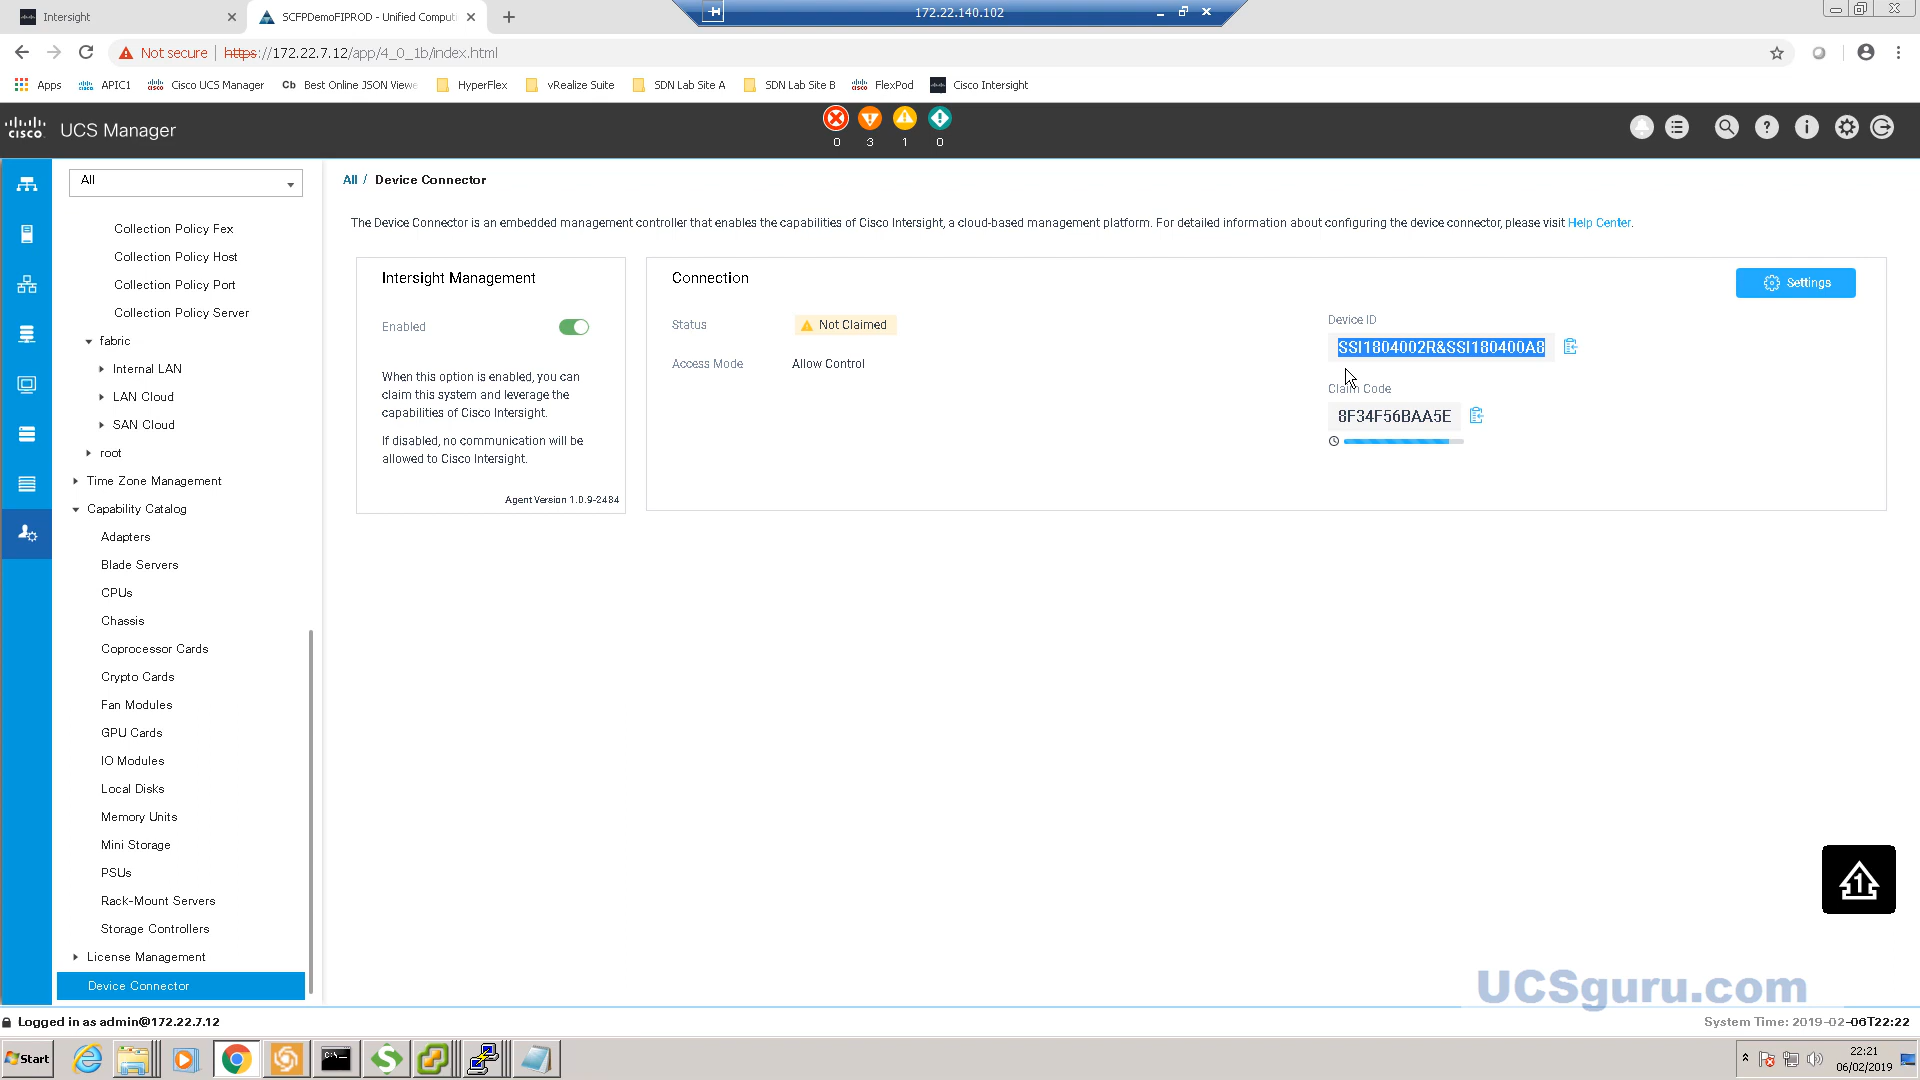 Intersight
SCFPDemoFIPROD - Unified Computi
172.22.140.102
Not secure
https://172.22.7.12/app/4_0_1b/index.html
Apps
APIC1
Cisco UCS Manager
Cb Best Online JSON Viewe
HyperFlex
vRealize Suite
SDN Lab Site A
SDN Lab Site B
FlexPod
Cisco Intersight
cisco UCS Manager
0 3 1 0
All
Collection Policy Fex
Collection Policy Host
Collection Policy Port
Collection Policy Server
fabric
Internal LAN
LAN Cloud
SAN Cloud
root
Time Zone Management
Capability Catalog
Adapters
Blade Servers
CPUs
Chassis
Coprocessor Cards
Crypto Cards
Fan Modules
GPU Cards
IO Modules
Local Disks
Memory Units
Mini Storage
PSUs
Rack-Mount Servers
Storage Controllers
License Management
Device Connector
All / Device Connector
The Device Connector is an embedded management controller that enables the capabilities of Cisco Intersight, a cloud-based management platform. For detailed information about configuring the device connector, please visit Help Center.
Intersight Management
Enabled
When this option is enabled, you can
claim this system and leverage the
capabilities of Cisco Intersight.
If disabled, no communication will be
allowed to Cisco Intersight.
Agent Version 1.0.9-2484
Connection
Settings
Status
Not Claimed
Access Mode
Allow Control
Device ID
SSI1804002R&SSI180400A8
Claim Code
8F34F56BAA5E
1
UCSguru.com
Logged in as admin@172.22.7.12
System Time: 2019-02-06T22:22
Start
C:\_
22:21
06/02/2019